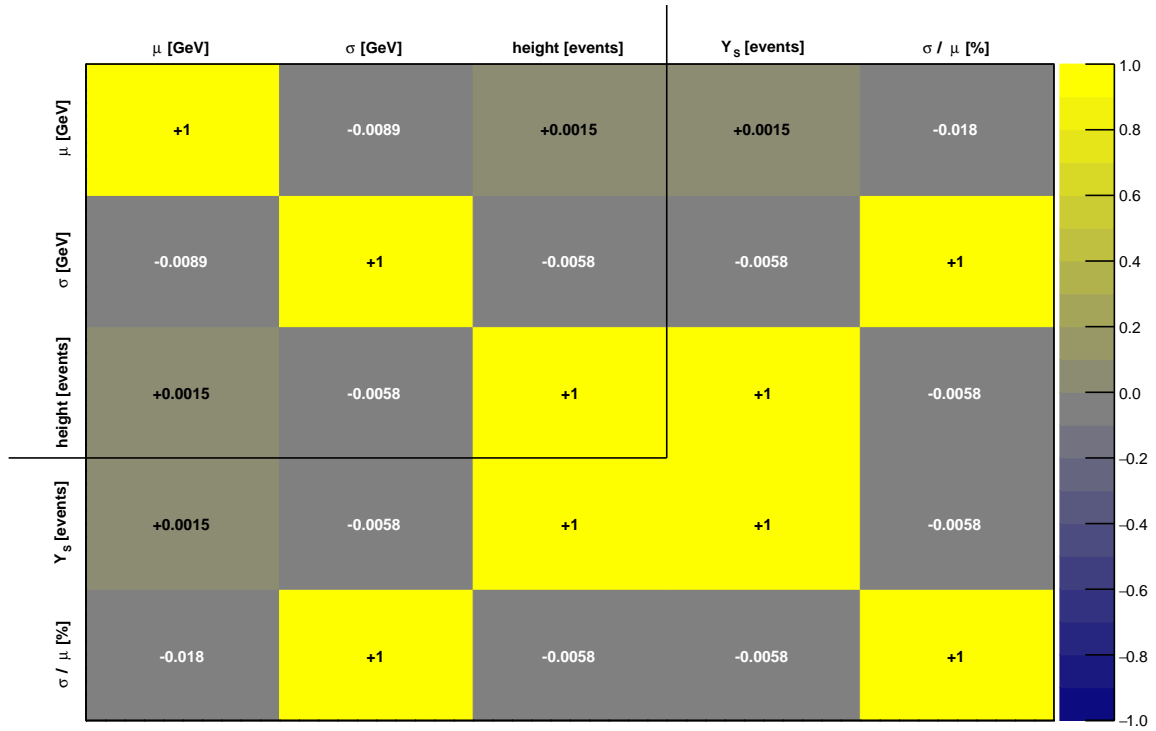 μ [GeV] σ [GeV] height [events] Y_S [events] σ / μ [%]
μ [GeV] +1 -0.0089 +0.0015 +0.0015 -0.018
σ [GeV] -0.0089 +1 -0.0058 -0.0058 +1
height [events] +0.0015 -0.0058 +1 +1 -0.0058
Y_S [events] +0.0015 -0.0058 +1 +1 -0.0058
σ / μ [%] -0.018 +1 -0.0058 -0.0058 +1
1.0
0.8
0.6
0.4
0.2
0.0
−0.2
−0.4
−0.6
−0.8
−1.0